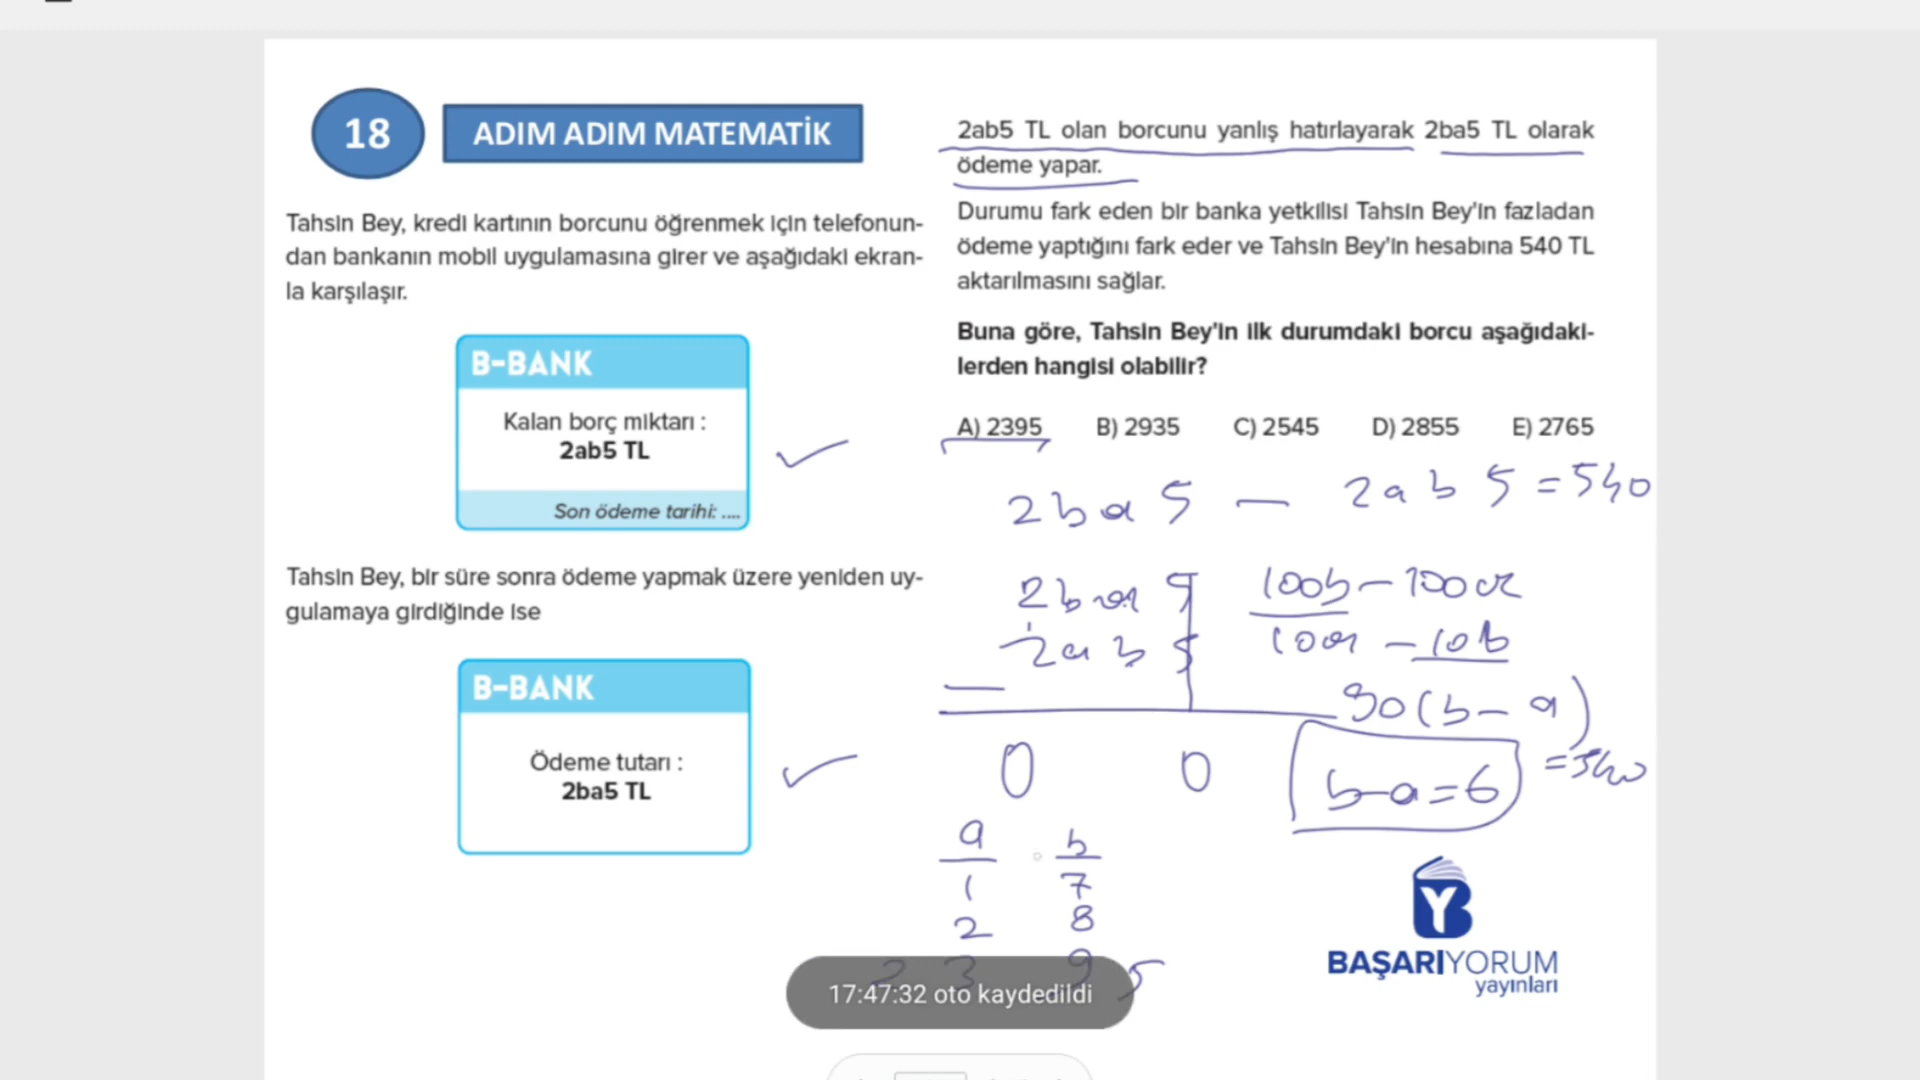 18
ADIM ADIM MATEMATİK
Tahsin Bey, kredi kartının borcunu öğrenmek için telefonun-
dan bankanın mobil uygulamasına girer ve aşağıdaki ekran-
la karşılaşır.
B-BANK
Kalan borç miktarı :
2ab5 TL
Son ödeme tarihi: ....
Tahsin Bey, bir süre sonra ödeme yapmak üzere yeniden uy-
gulamaya girdiğinde ise
B-BANK
Ödeme tutarı :
2ba5 TL
2ab5 TL olan borcunu yanlış hatırlayarak 2ba5 TL olarak
ödeme yapar.
Durumu fark eden bir banka yetkilisi Tahsin Bey'in fazladan
ödeme yaptığını fark eder ve Tahsin Bey'in hesabına 540 TL
aktarılmasını sağlar.
Buna göre, Tahsin Bey'in ilk durumdaki borcu aşağıdaki-
lerden hangisi olabilir?
A) 2395 B) 2935 C) 2545 D) 2855 E) 2765
2ba5 — 2ab5 = 540
2ba5 100b - 100a
2ab5 10a - 10b
90(b - a)
= 540
0 0 b-a=6
a b
1 7
2 8
2 3 9 5
17:47:32 oto kaydedildi
BAŞARIYORUM
yayınları